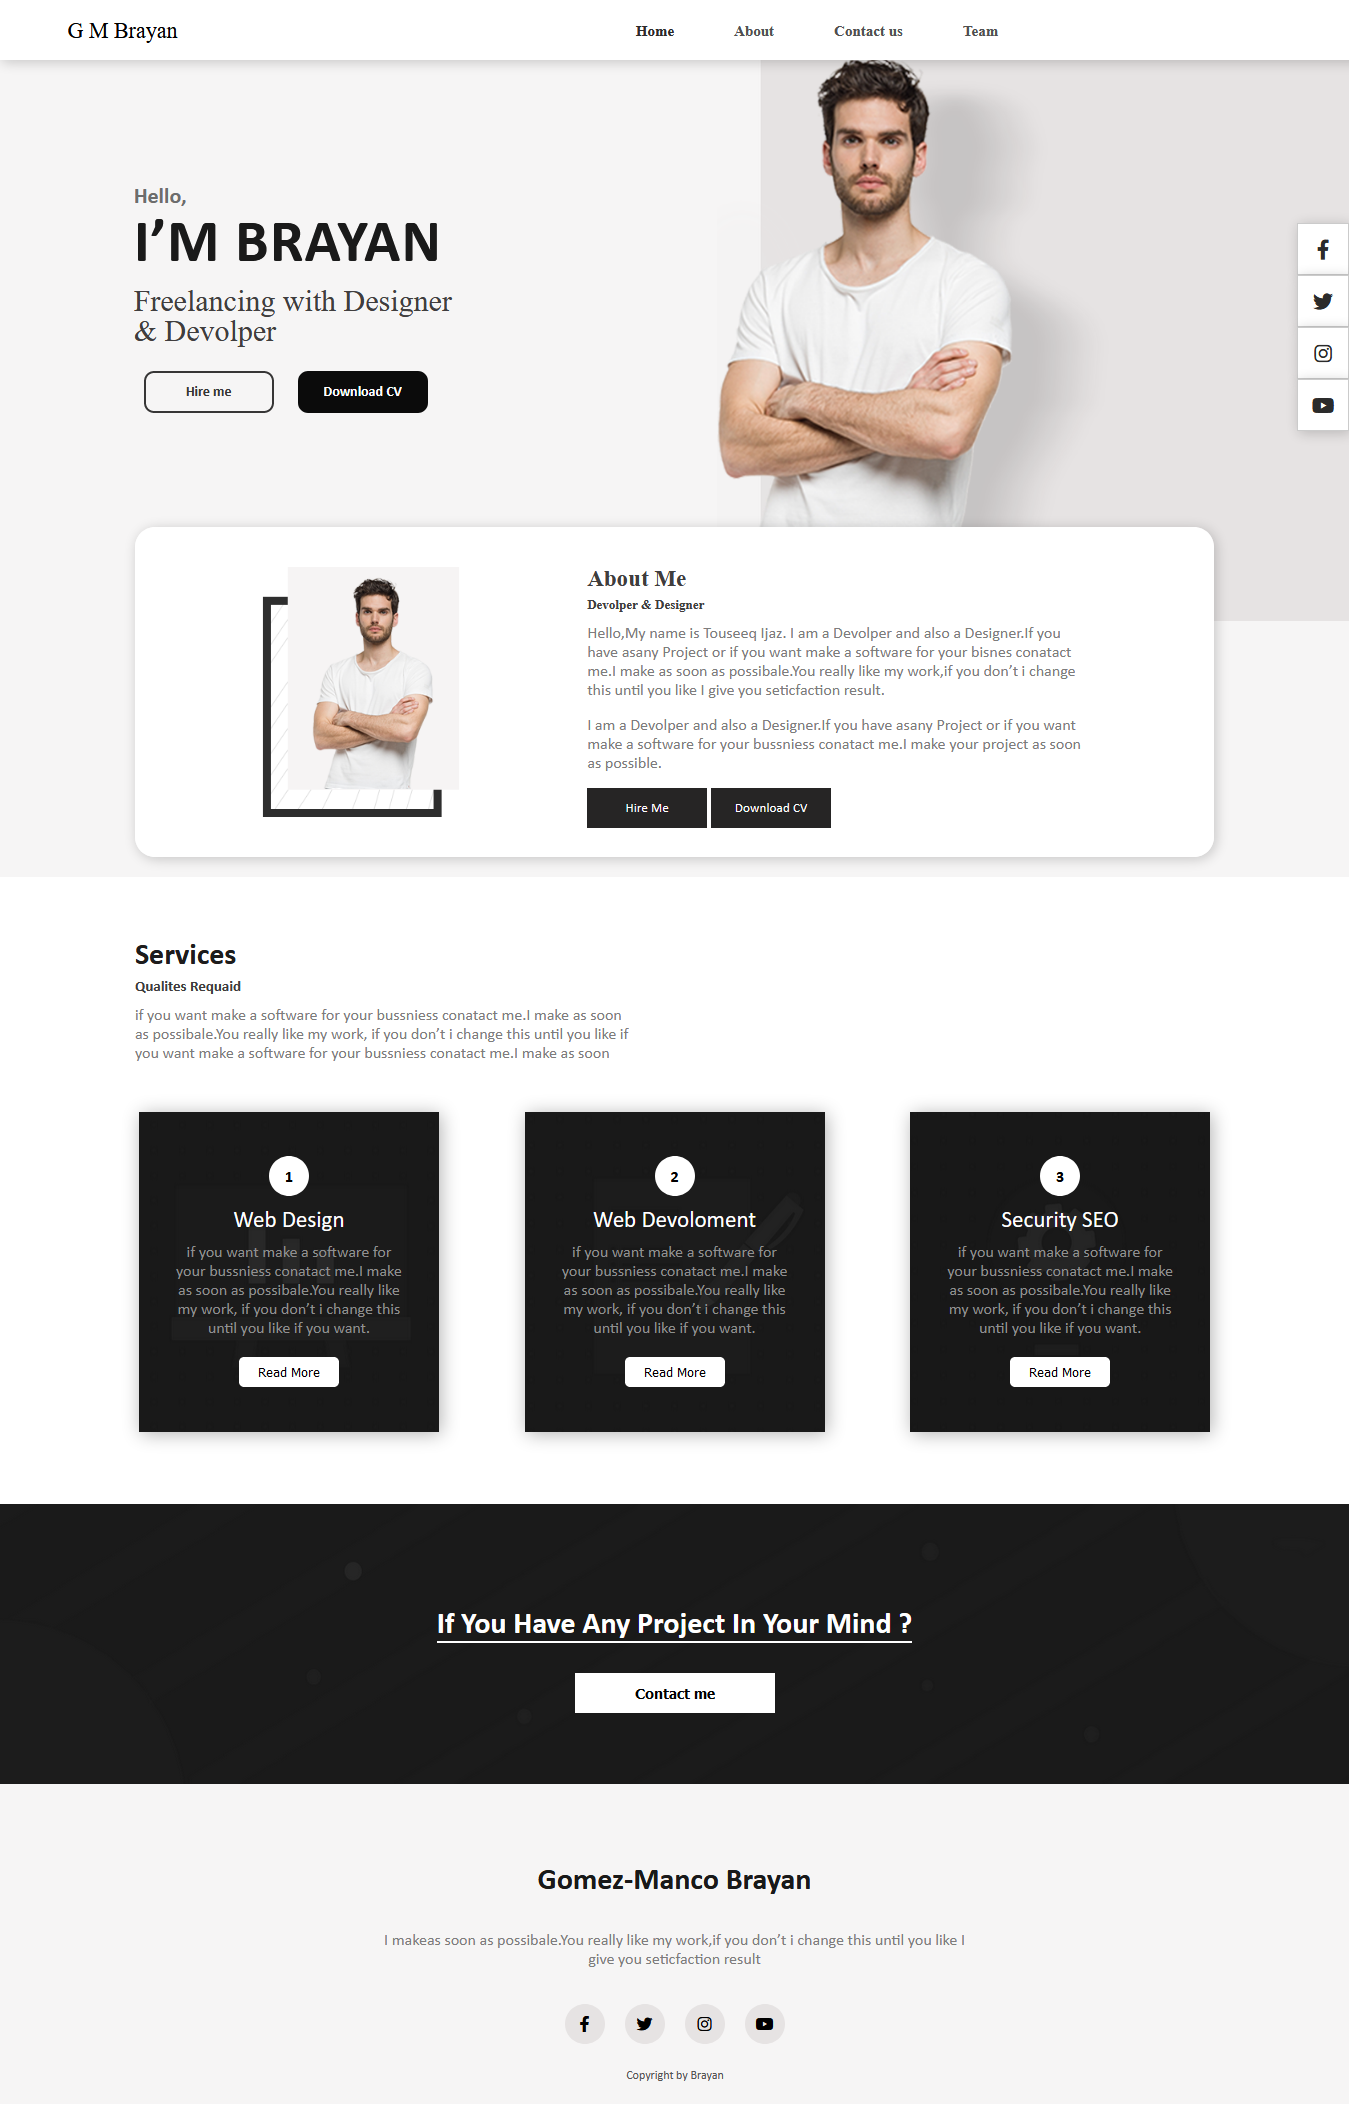 G M Brayan
Home
About
Contact us
Team
Hello,
I’M BRAYAN
Freelancing with Designer
& Devolper
Hire me
Download CV
About Me
Devolper & Designer
Hello,My name is Touseeq Ijaz. I am a Devolper and also a Designer.If you
have asany Project or if you want make a software for your bisnes conatact
me.I make as soon as possibale.You really like my work,if you don’t i change
this until you like I give you seticfaction result.
I am a Devolper and also a Designer.If you have asany Project or if you want
make a software for your bussniess conatact me.I make your project as soon
as possible.
Hire Me
Download CV
Services
Qualites Requaid
if you want make a software for your bussniess conatact me.I make as soon
as possibale.You really like my work, if you don’t i change this until you like if
you want make a software for your bussniess conatact me.I make as soon
1
Web Design
if you want make a software for
your bussniess conatact me.I make
as soon as possibale.You really like
my work, if you don’t i change this
until you like if you want.
Read More
2
Web Devoloment
if you want make a software for
your bussniess conatact me.I make
as soon as possibale.You really like
my work, if you don’t i change this
until you like if you want.
Read More
3
Security SEO
if you want make a software for
your bussniess conatact me.I make
as soon as possibale.You really like
my work, if you don’t i change this
until you like if you want.
Read More
If You Have Any Project In Your Mind ?
Contact me
Gomez-Manco Brayan
I makeas soon as possibale.You really like my work,if you don’t i change this until you like I
give you seticfaction result
Copyright by Brayan